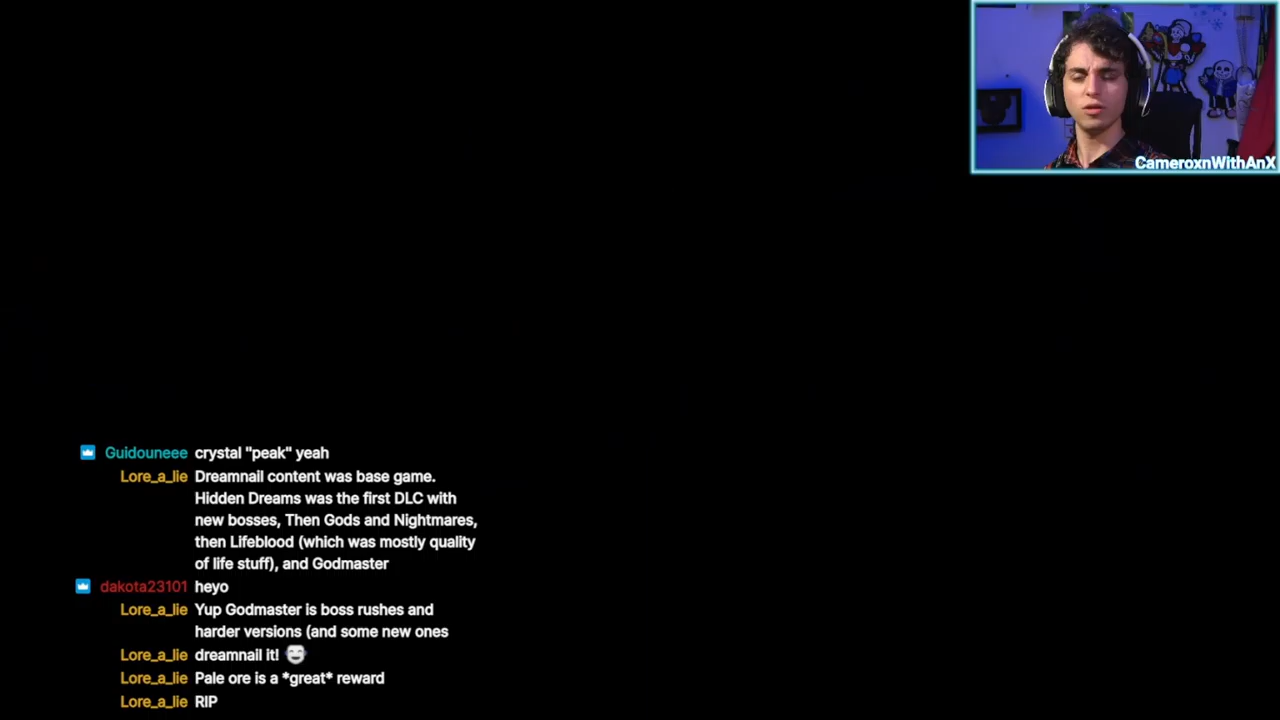 CameroxnWithAnX
Guidouneee crystal "peak" yeah
Lore_a_lie Dreamnail content was base game.
Hidden Dreams was the first DLC with
new bosses, Then Gods and Nightmares,
then Lifeblood (which was mostly quality
of life stuff), and Godmaster
dakota23101 heyo
Lore_a_lie Yup Godmaster is boss rushes and
harder versions (and some new ones
Lore_a_lie dreamnail it!
Lore_a_lie Pale ore is a *great* reward
Lore_a_lie RIP